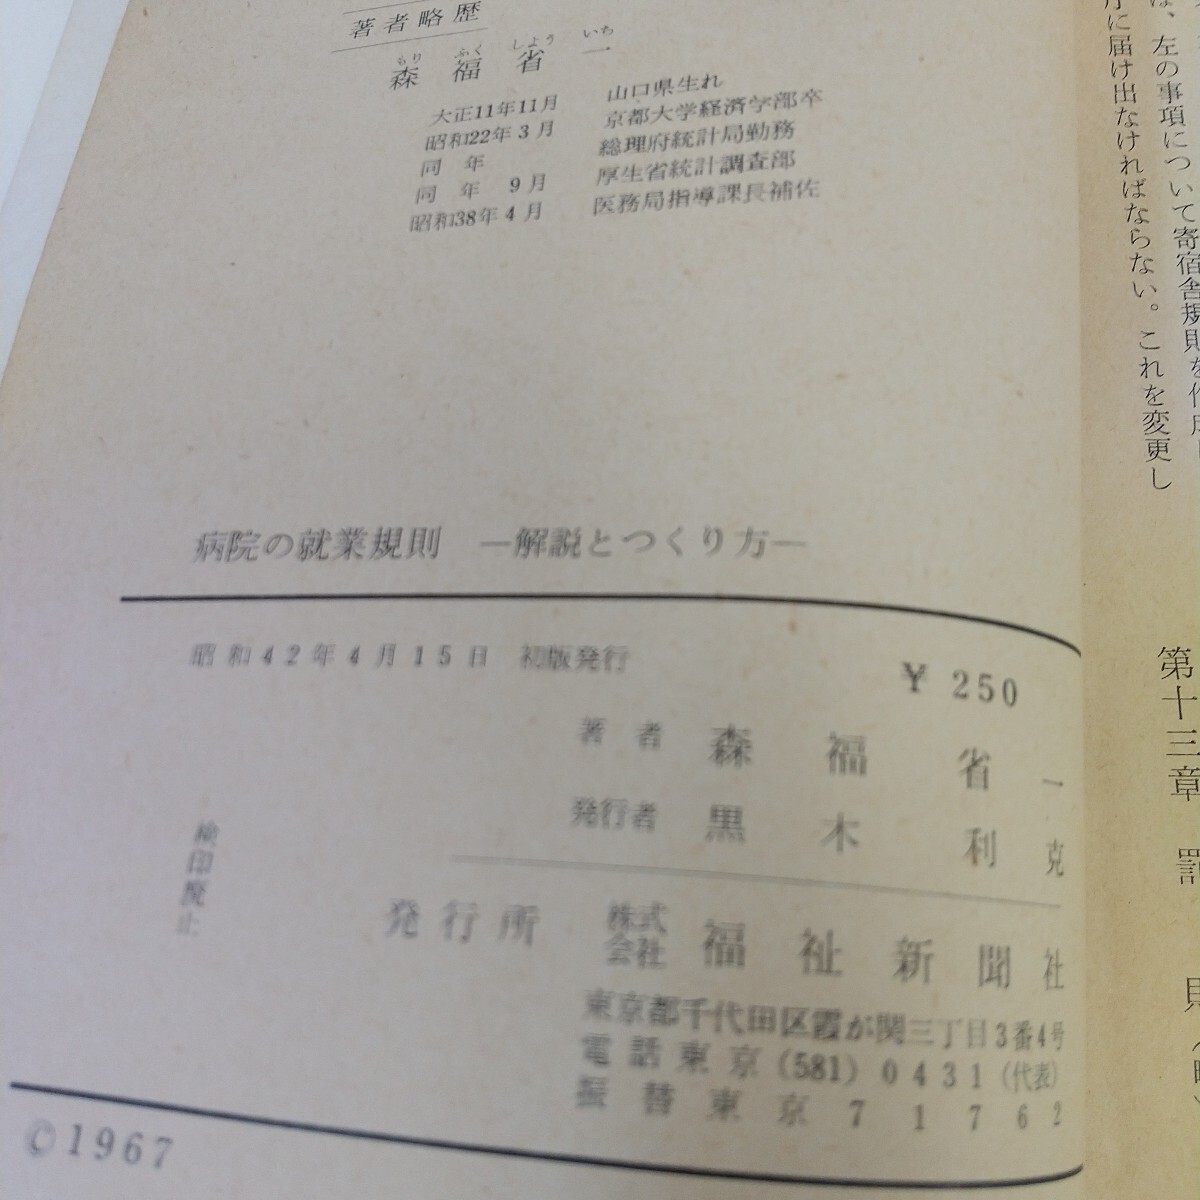 著者略歴
もり ふく しよう いち
森福省一
大正11年11月 山口県生れ
昭和22年3月 京都大学経済学部卒
同年 総理府統計局勤務
同年9月 厚生省統計調査部
昭和38年4月 医務局指導課長補佐
病院の就業規則 ―解説とつくり方―
昭和42年4月15日 初版発行
¥250
著者 森福省一
発行者 黒木利克
検印廃止
発行所 株式会社 福祉新聞社
東京都千代田区霞が関三丁目3番4号
電話東京(581)0431(代表)
振替東京71762
©1967
は、左の事項について寄宿舎規則を作
に届け出なければならない。これを変更し
第十三章 罰